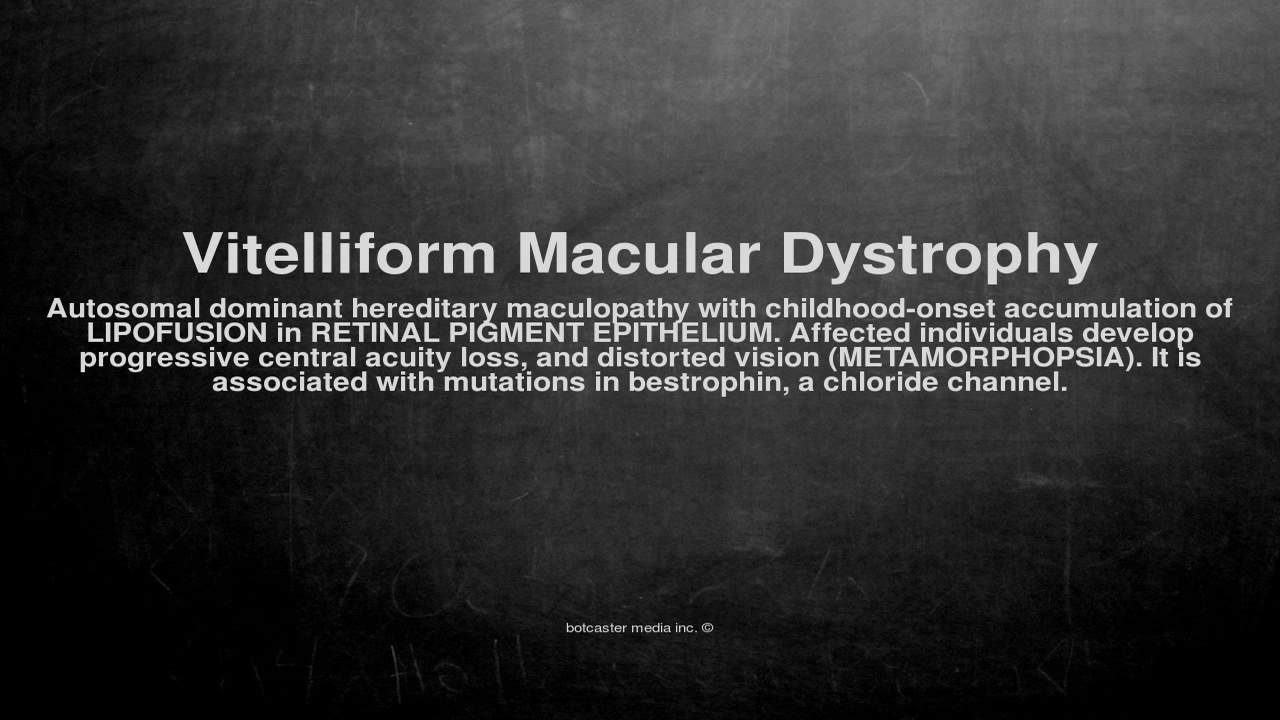 Vitelliform Macular Dystrophy
Autosomal dominant hereditary maculopathy with childhood-onset accumulation of
LIPOFUSION in RETINAL PIGMENT EPITHELIUM. Affected individuals develop
progressive central acuity loss, and distorted vision (METAMORPHOPSIA). It is
associated with mutations in bestrophin, a chloride channel.
botcaster media inc. ©